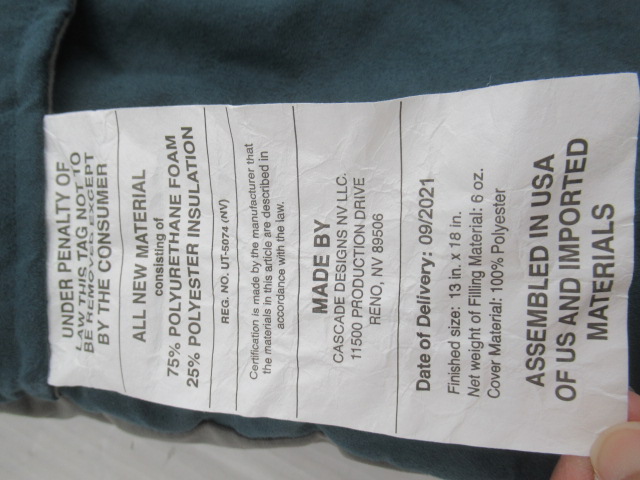 UNDER PENALTY OF
LAW THIS TAG NOT TO
BE REMOVED EXCEPT
BY THE CONSUMER
ALL NEW MATERIAL
consisting of
75% POLYURETHANE FOAM
25% POLYESTER INSULATION
REG. NO. UT-5074 (NV)
Certification is made by the manufacturer that
the materials in this article are described in
accordance with the law.
MADE BY
CASCADE DESIGNS NV LLC.
11500 PRODUCTION DRIVE
RENO, NV 89506
Date of Delivery: 09/2021
Finished size: 13 in. x 18 in.
Net weight of Filling Material: 6 oz.
Cover Material: 100% Polyester
ASSEMBLED IN USA
OF US AND IMPORTED
MATERIALS